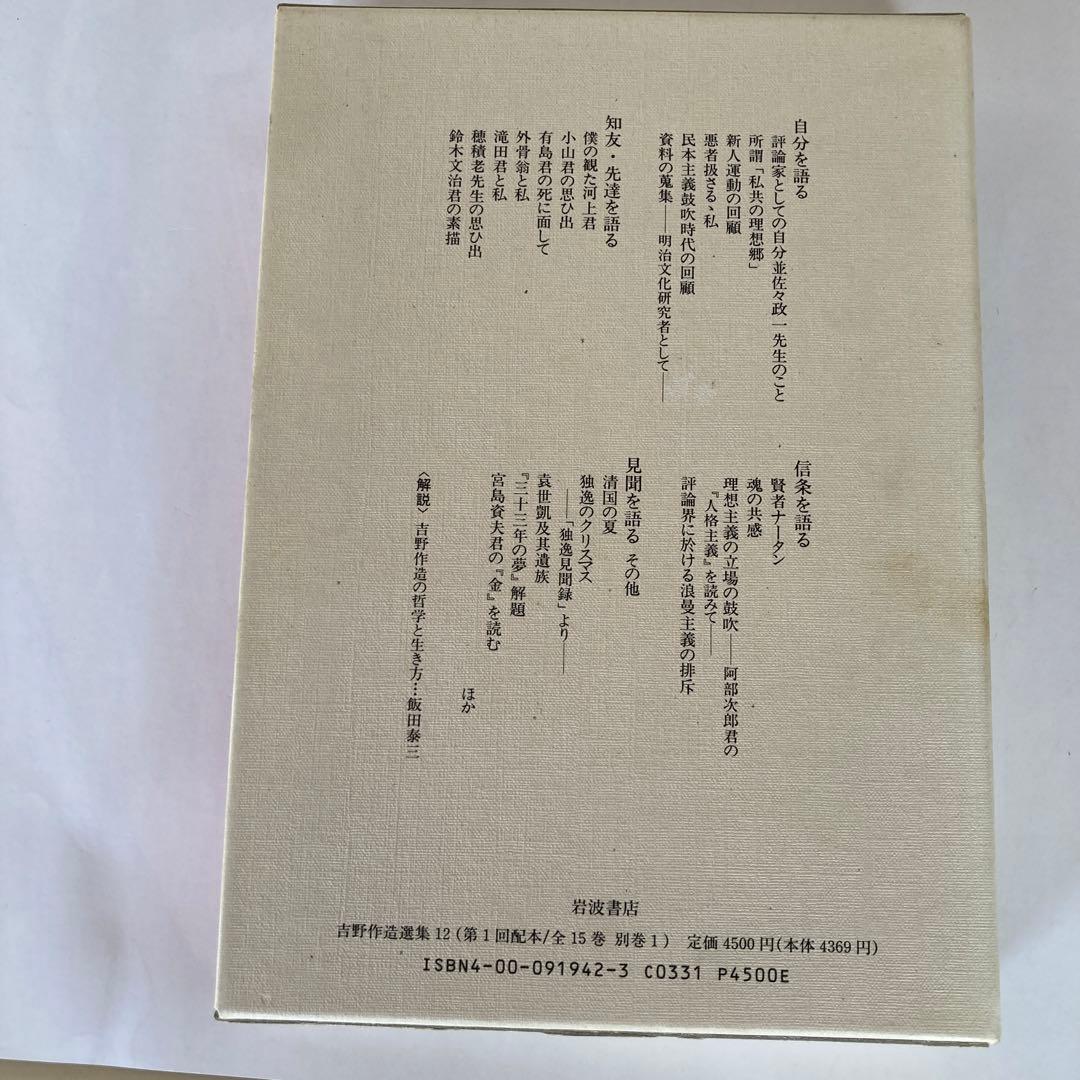 自分を語る
評論家としての自分並佐々政一先生のこと
所謂「私共の理想郷」
新人運動の回顧
悪者扱さるゝ私
民本主義鼓吹時代の回顧
資料の蒐集――明治文化研究者として――
知友・先達を語る
僕の観た河上君
小山君の思ひ出
有島君の死に面して
外骨翁と私
滝田君と私
穂積老先生の思ひ出
鈴木文治君の素描
信条を語る
賢者ナータン
魂の共感
理想主義の立場の鼓吹――阿部次郎君の
『人格主義』を読みて――
評論界に於ける浪曼主義の排斥
見聞を語る その他
清国の夏
独逸のクリスマス
――「独逸見聞録」より――
袁世凱及其遺族
『三十三年の夢』解題
宮島資夫君の『金』を読む
ほか
〈解説〉 吉野作造の哲学と生き方…飯田泰三
岩波書店
吉野作造選集12(第1回配本/全15巻 別巻1) 定価4500円(本体4369円)
ISBN4-00-091942-3 C0331 P4500E